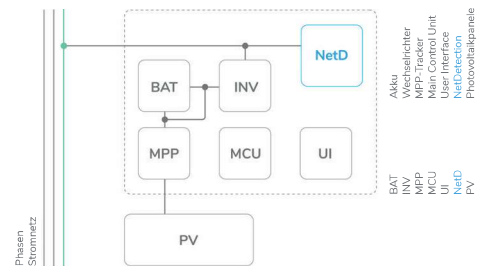 NetD
BAT
INV
MPP
MCU
UI
PV
Phasen
Stromnetz
BAT Akku
INV Wechselrichter
MPP MPP-Tracker
MCU Main Control Unit
UI User Interface
NetD NetDetection
PV Photovoltaikpanele